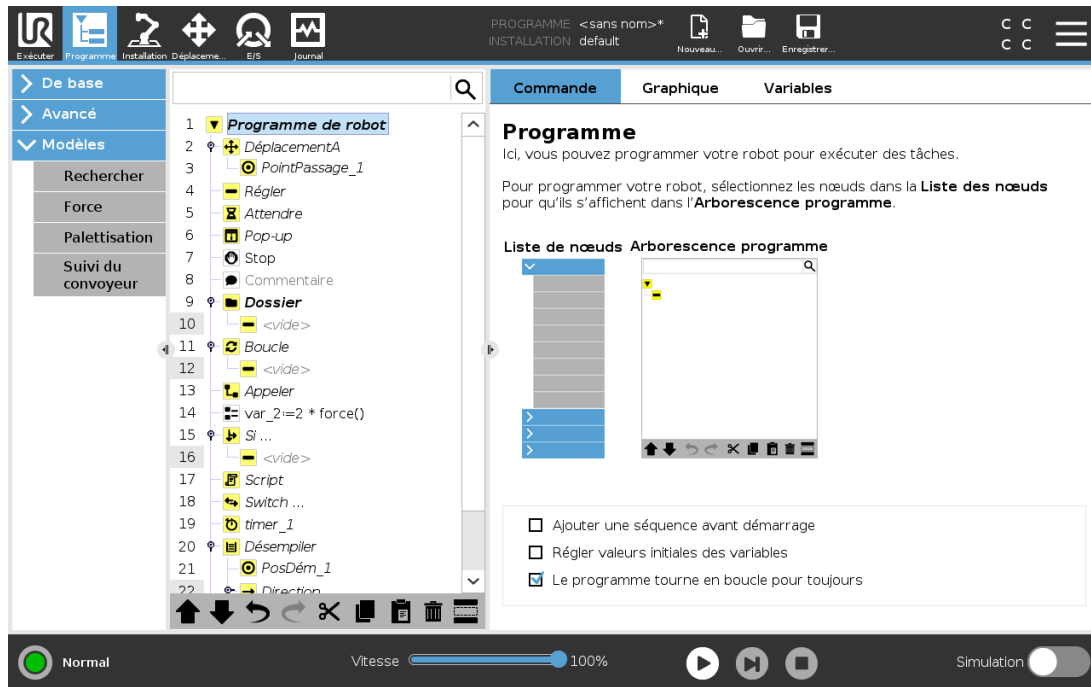 PROGRAMME <sans nom>*
INSTALLATION default
UR
Exécuter
Programme
Installation
Déplaceme...
E/S
Journal
Nouveau...
Ouvrir...
Enregistrer...
C C
C C
De base
Avancé
Modèles
Rechercher
Force
Palettisation
Suivi du
convoyeur
1 Programme de robot
2 DéplacementA
3 PointPassage_1
4 Régler
5 Attendre
6 Pop-up
7 Stop
8 Commentaire
9 Dossier
10 <vide>
11 Boucle
12 <vide>
13 Appeler
14 var_2≔2 * force()
15 Si ...
16 <vide>
17 Script
18 Switch ...
19 timer_1
20 Désempiler
21 PosDém_1
22 Direction
Commande Graphique Variables
Programme
Ici, vous pouvez programmer votre robot pour exécuter des tâches.
Pour programmer votre robot, sélectionnez les nœuds dans la Liste des nœuds
pour qu’ils s’affichent dans l’Arborescence programme.
Liste de nœuds Arborescence programme
Ajouter une séquence avant démarrage
Régler valeurs initiales des variables
Le programme tourne en boucle pour toujours
Normal
Vitesse 100%
Simulation